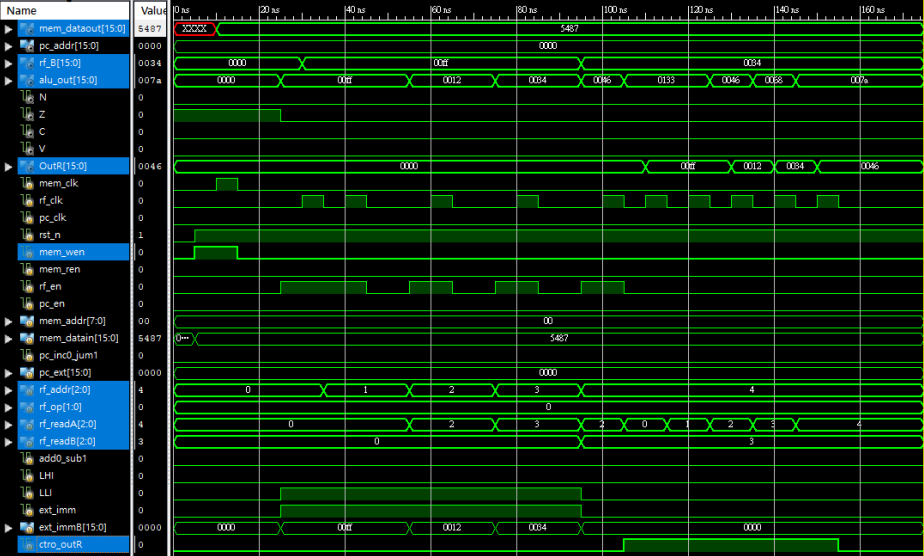 Name Value 0 ns 20 ns 40 ns 60 ns 80 ns 100 ns 120 ns 140 ns 160 ns
mem_dataout[15:0] 5487 XXXX 5487
pc_addr[15:0] 0000 0000
rf_B[15:0] 0034 0000 00ff 0034
alu_out[15:0] 007a 0000 00ff 0012 0034 0046 0133 0046 0068 007a
N 0
Z 0
C 0
V 0
OutR[15:0] 0046 0000 00ff 0012 0034 0046
mem_clk 0
rf_clk 0
pc_clk 0
rst_n 1
mem_wen 0
mem_ren 0
rf_en 0
pc_en 0
mem_addr[7:0] 00 00
mem_datain[15:0] 5487 0··· 5487
pc_inc0_jum1 0
pc_ext[15:0] 0000 0000
rf_addr[2:0] 4 0 1 2 3 4
rf_op[1:0] 0 0
rf_readA[2:0] 4 0 2 3 2 0 1 2 3 4
rf_readB[2:0] 3 0 3
add0_sub1 0
LHI 0
LLI 0
ext_imm 0
ext_immB[15:0] 0000 0000 00ff 0012 0034 0000
ctro_outR 0